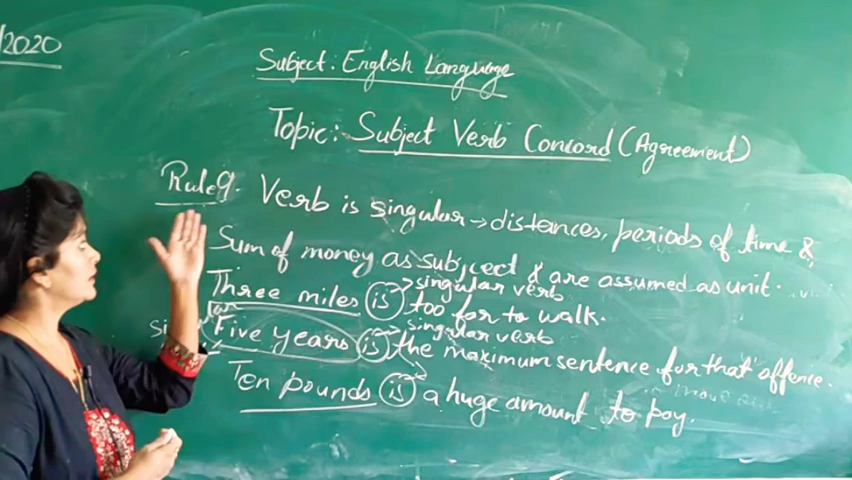 /2020
Subject: English Language
Topic: Subject Verb Concord (Agreement)
Rule 9. Verb is singular → distances, periods of time &
Sum of money as subject & are assumed as unit.
singular verb
Three miles is too far to walk.
singular verb
Five years is the maximum sentence for that offence.
Ten pounds is a huge amount to pay.